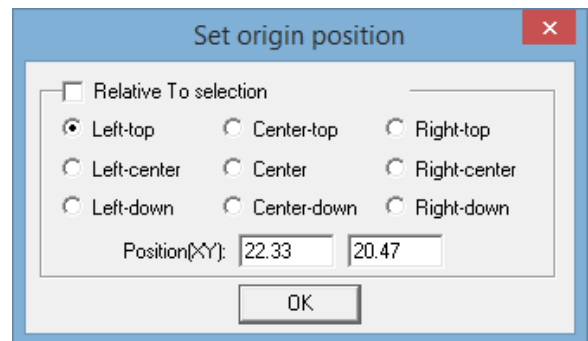 Set origin position
Relative To selection
Left-top Center-top Right-top
Left-center Center Right-center
Left-down Center-down Right-down
Position(XY): 22.33 20.47
OK